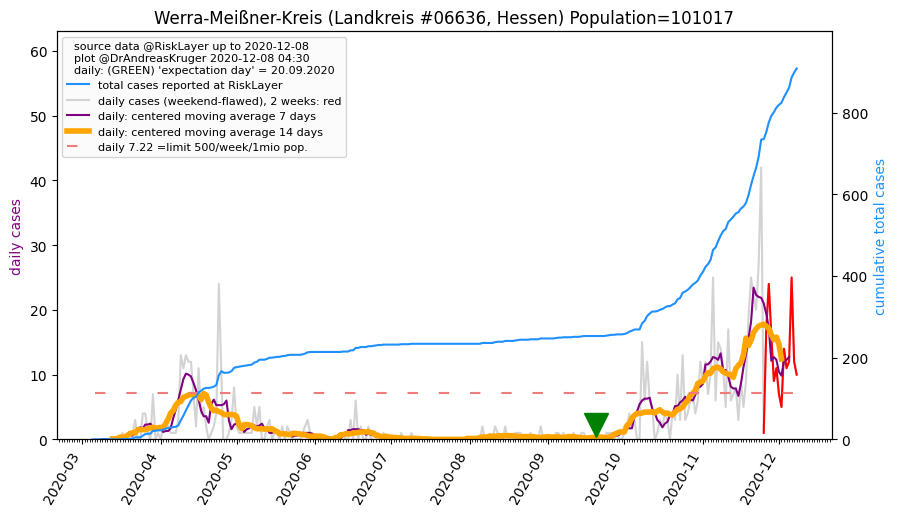 Werra-Meißner-Kreis (Landkreis #06636, Hessen) Population=101017
source data @RiskLayer up to 2020-12-08
plot @DrAndreasKruger 2020-12-08 04:30
daily: (GREEN) 'expectation day' = 20.09.2020
total cases reported at RiskLayer
daily cases (weekend-flawed), 2 weeks: red
daily: centered moving average 7 days
daily: centered moving average 14 days
daily 7.22 =limit 500/week/1mio pop.
daily cases
60
50
40
30
20
10
0
cumulative total cases
800
600
400
200
0
2020-03
2020-04
2020-05
2020-06
2020-07
2020-08
2020-09
2020-10
2020-11
2020-12